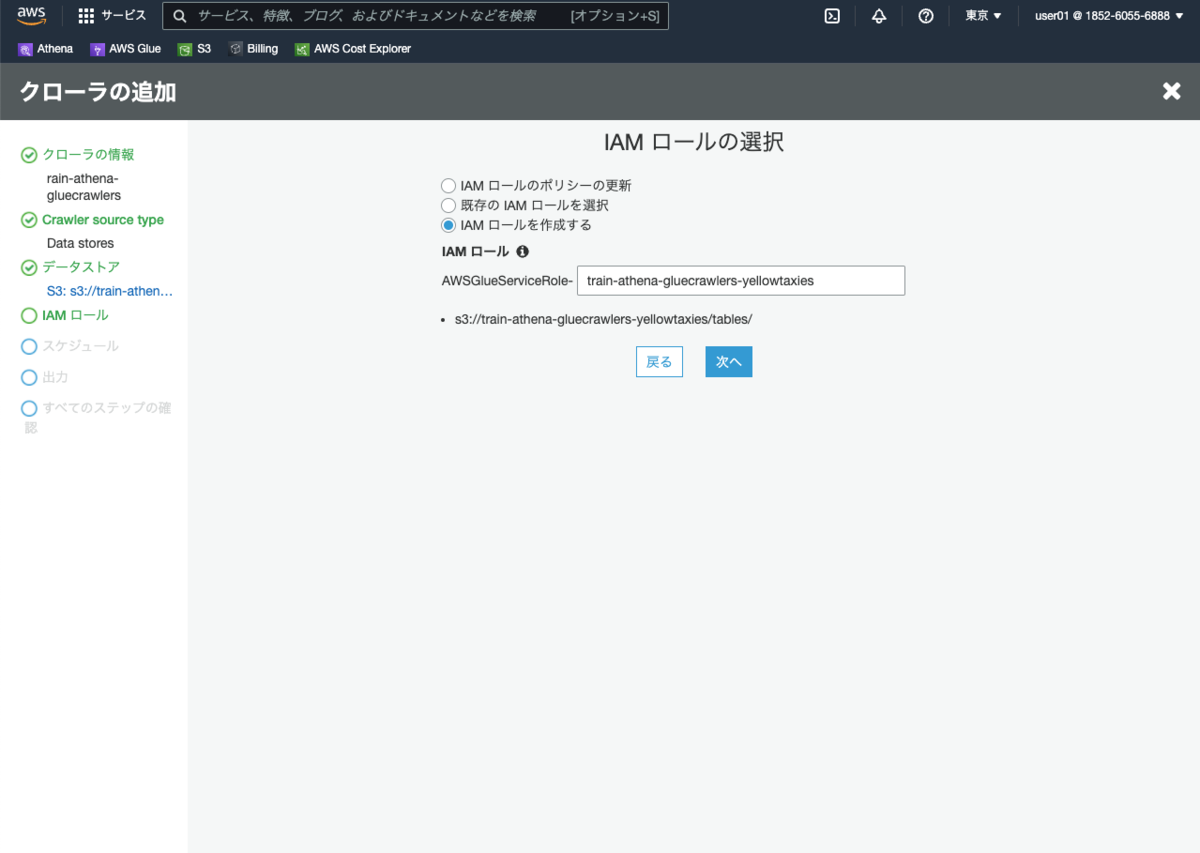 aws
サービス
サービス、特徴、ブログ、およびドキュメントなどを検索
[オプション+S]
東京 ▼
user01 @ 1852-6055-6888 ▼
Athena
AWS Glue
S3
Billing
AWS Cost Explorer
クローラの追加
クローラの情報
rain-athena-
gluecrawlers
Crawler source type
Data stores
データストア
S3: s3://train-athen…
IAM ロール
スケジュール
出力
すべてのステップの確
認
IAM ロールの選択
IAM ロールのポリシーの更新
既存の IAM ロールを選択
IAM ロールを作成する
IAM ロール
AWSGlueServiceRole- train-athena-gluecrawlers-yellowtaxies
• s3://train-athena-gluecrawlers-yellowtaxies/tables/
戻る
次へ